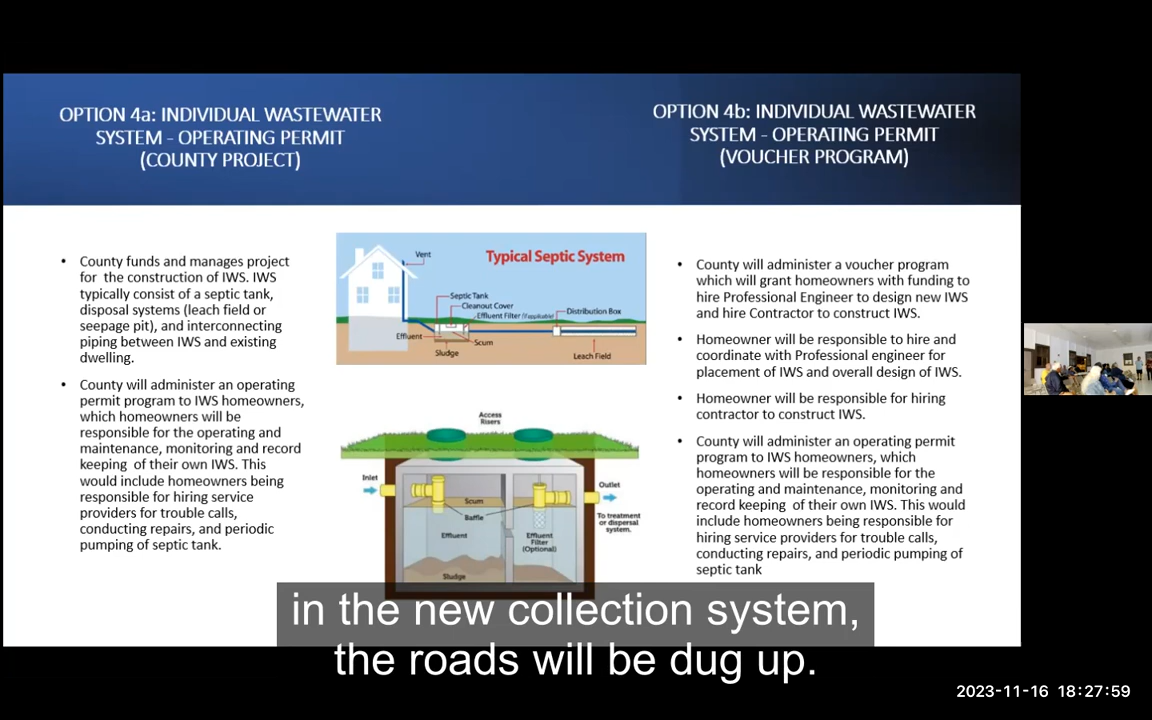 OPTION 4a: INDIVIDUAL WASTEWATER
SYSTEM - OPERATING PERMIT
(COUNTY PROJECT)
OPTION 4b: INDIVIDUAL WASTEWATER
SYSTEM - OPERATING PERMIT
(VOUCHER PROGRAM)
• County funds and manages project
for the construction of IWS. IWS
typically consist of a septic tank,
disposal systems (leach field or
seepage pit), and interconnecting
piping between IWS and existing
dwelling.
• County will administer an operating
permit program to IWS homeowners,
which homeowners will be
responsible for the operating and
maintenance, monitoring and record
keeping of their own IWS. This
would include homeowners being
responsible for hiring service
providers for trouble calls,
conducting repairs, and periodic
pumping of septic tank.
Typical Septic System
Vent
Septic Tank
Cleanout Cover
Effluent Filter (if applicable)
Distribution Box
Effluent
Scum
Sludge
Leach Field
Access
Risers
Inlet
Outlet
Scum
Baffle
To treatment
or dispersal
system.
Effluent
Effluent
Filter
(Optional)
Sludge
• County will administer a voucher program
which will grant homeowners with funding to
hire Professional Engineer to design new IWS
and hire Contractor to construct IWS.
• Homeowner will be responsible to hire and
coordinate with Professional engineer for
placement of IWS and overall design of IWS.
• Homeowner will be responsible for hiring
contractor to construct IWS.
• County will administer an operating permit
program to IWS homeowners, which
homeowners will be responsible for the
operating and maintenance, monitoring and
record keeping of their own IWS. This would
include homeowners being responsible for
hiring service providers for trouble calls,
conducting repairs, and periodic pumping of
septic tank
in the new collection system,
the roads will be dug up.
2023-11-16 18:27:59